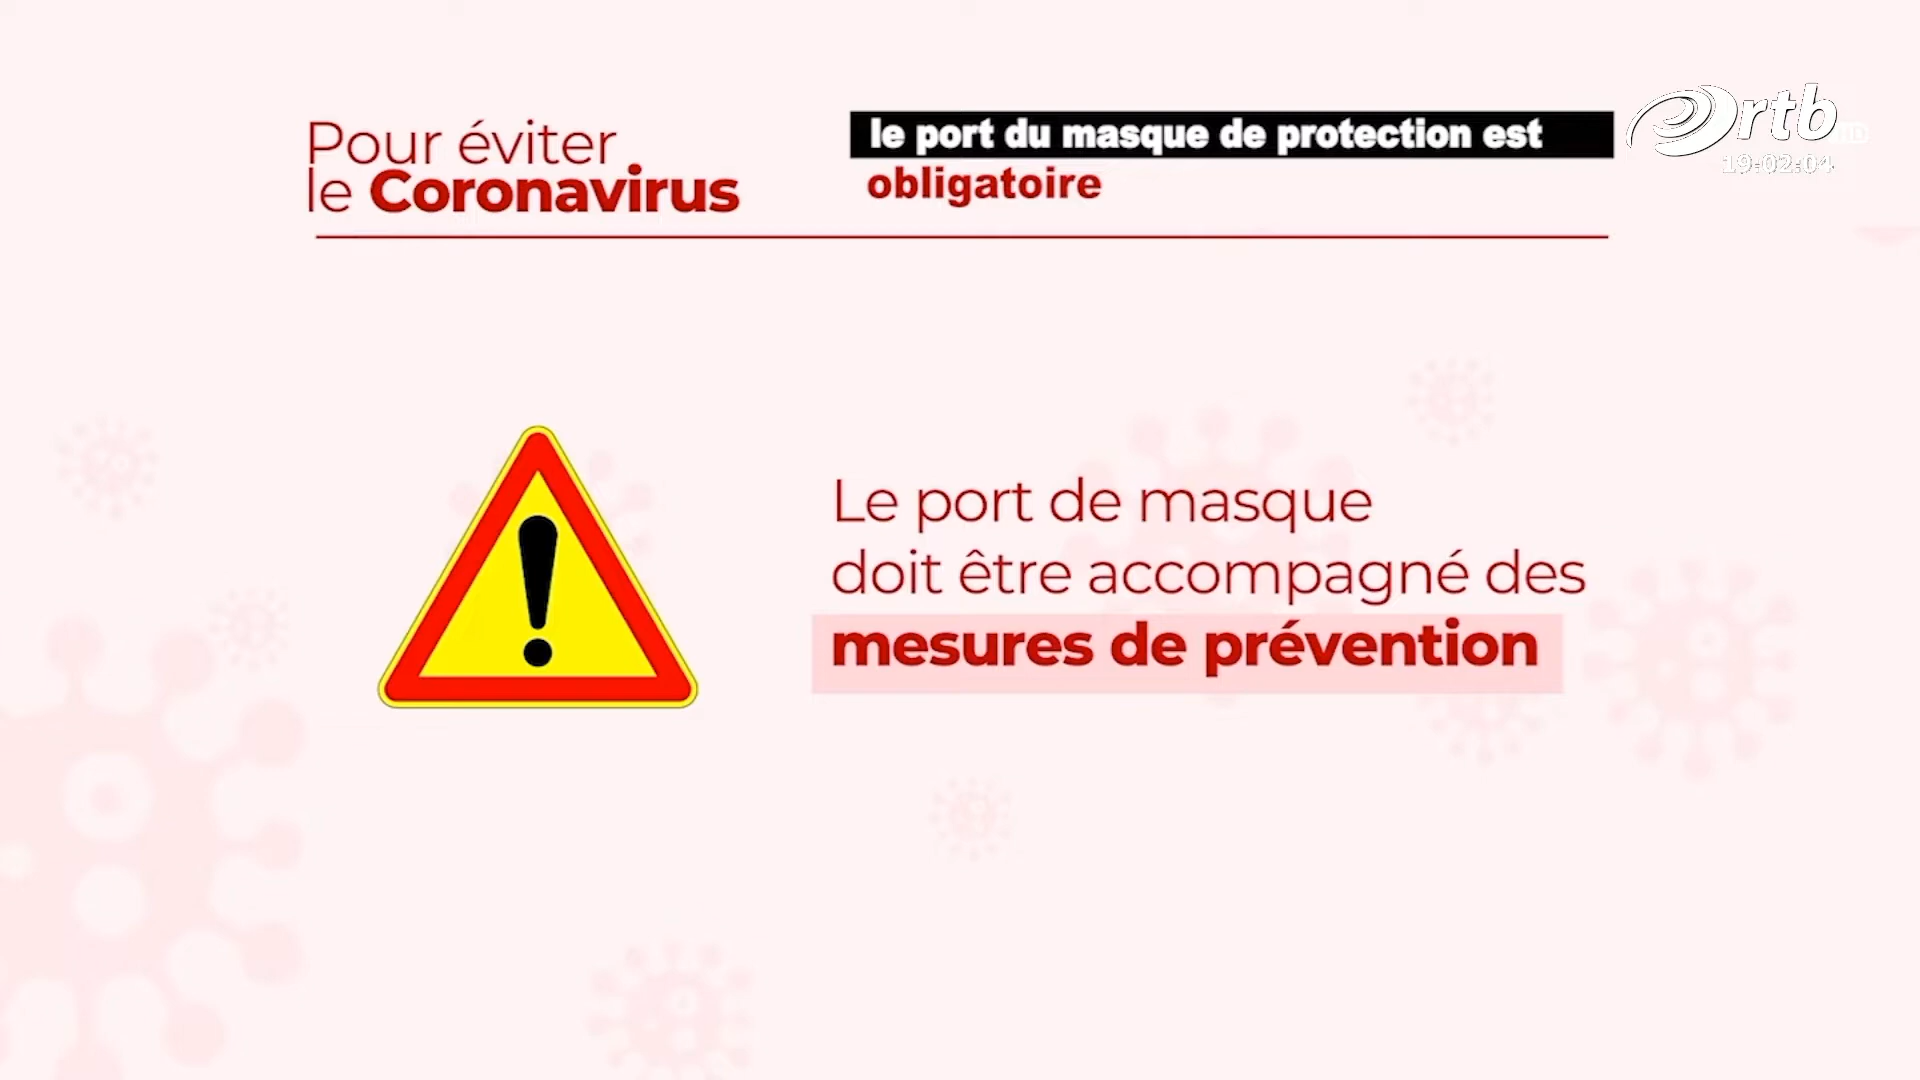 Pour éviter
le Coronavirus
le port du masque de protection est
obligatoire
rtb HD
19:02:04
Le port de masque
doit être accompagné des
mesures de prévention